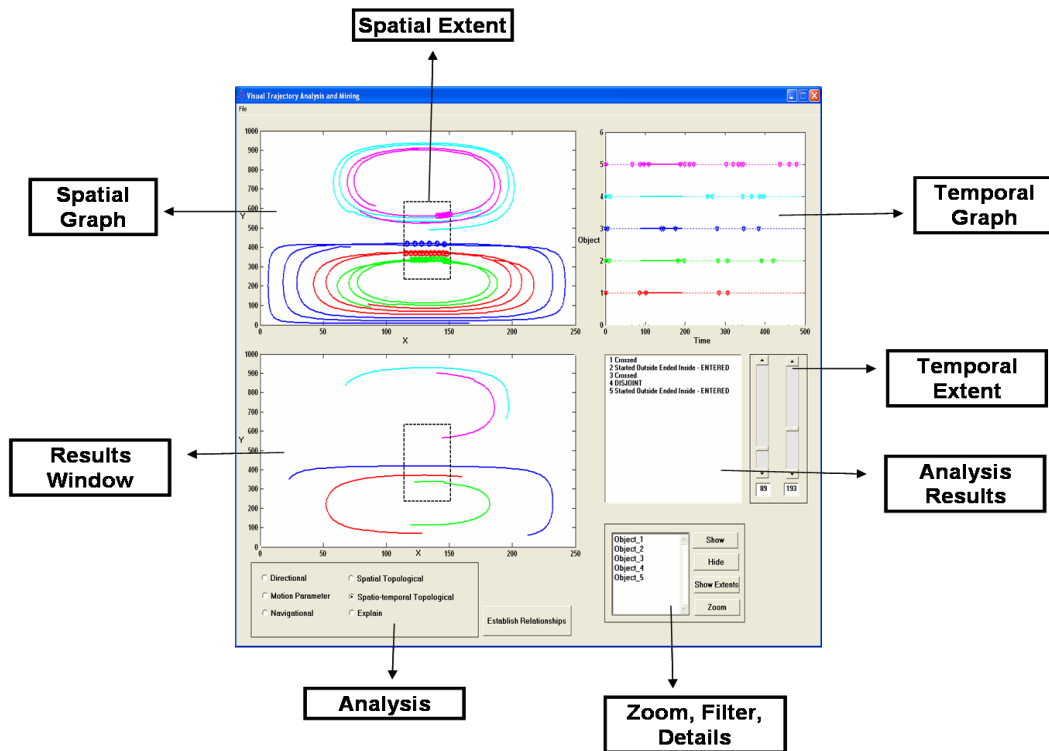 Spatial Extent
Visual Trajectory Analysis and Mining
File
Spatial
Graph
1000
900
800
700
600
500
400
300
200
100
0
Y
0 50 100 150 200 250
X
6
5
4
3
2
1
0
Object
0 100 200 300 400 500
Time
Temporal
Graph
Results
Window
1000
900
800
700
600
500
400
300
200
100
0
Y
0 50 100 150 200 250
X
1 Crossed
2 Started Outside Ended Inside - ENTERED
3 Crossed
4 DISJOINT
5 Started Outside Ended Inside - ENTERED
89 193
Temporal
Extent
Analysis
Results
Directional
Spatial Topological
Motion Parameter
Spatio-temporal Topological
Navigational
Explain
Establish Relationships
Object_1
Object_2
Object_3
Object_4
Object_5
Show
Hide
Show Extents
Zoom
Analysis
Zoom, Filter,
Details